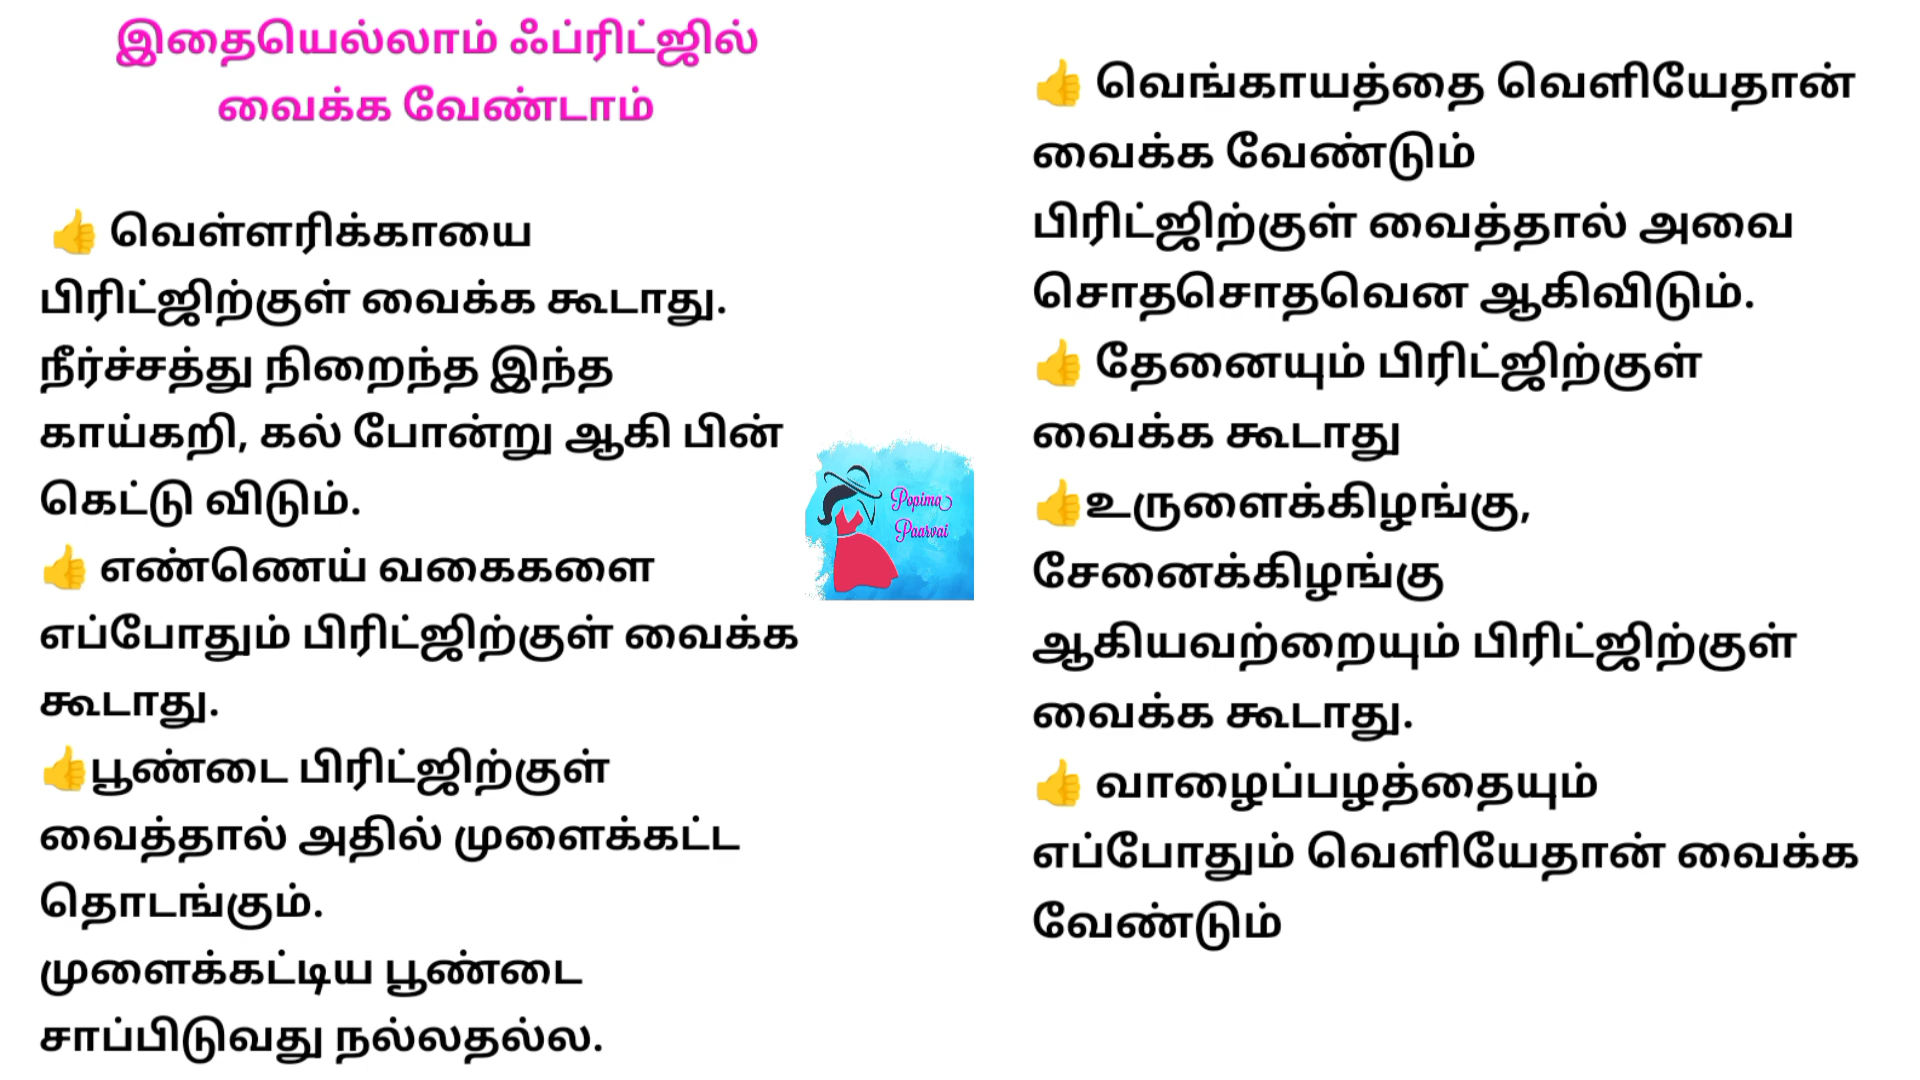 இதையெல்லாம் ஃப்ரிட்ஜில்
வைக்க வேண்டாம்
👍 வெள்ளரிக்காயை
பிரிட்ஜிற்குள் வைக்க கூடாது.
நீர்ச்சத்து நிறைந்த இந்த
காய்கறி, கல் போன்று ஆகி பின்
கெட்டு விடும்.
👍 எண்ணெய் வகைகளை
எப்போதும் பிரிட்ஜிற்குள் வைக்க
கூடாது.
👍பூண்டை பிரிட்ஜிற்குள்
வைத்தால் அதில் முளைக்கட்ட
தொடங்கும்.
முளைக்கட்டிய பூண்டை
சாப்பிடுவது நல்லதல்ல.
Popima
Paarvai
👍 வெங்காயத்தை வெளியேதான்
வைக்க வேண்டும்
பிரிட்ஜிற்குள் வைத்தால் அவை
சொதசொதவென ஆகிவிடும்.
👍 தேனையும் பிரிட்ஜிற்குள்
வைக்க கூடாது
👍உருளைக்கிழங்கு,
சேனைக்கிழங்கு
ஆகியவற்றையும் பிரிட்ஜிற்குள்
வைக்க கூடாது.
👍 வாழைப்பழத்தையும்
எப்போதும் வெளியேதான் வைக்க
வேண்டும்